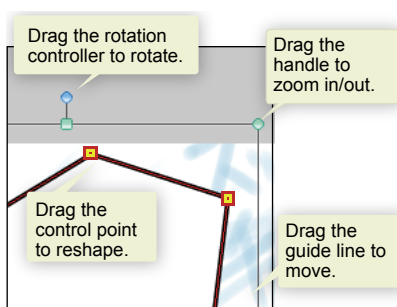 Drag the rotation
controller to rotate.
Drag the
handle to
zoom in/out.
Drag the
control point
to reshape.
Drag the
guide line to
move.